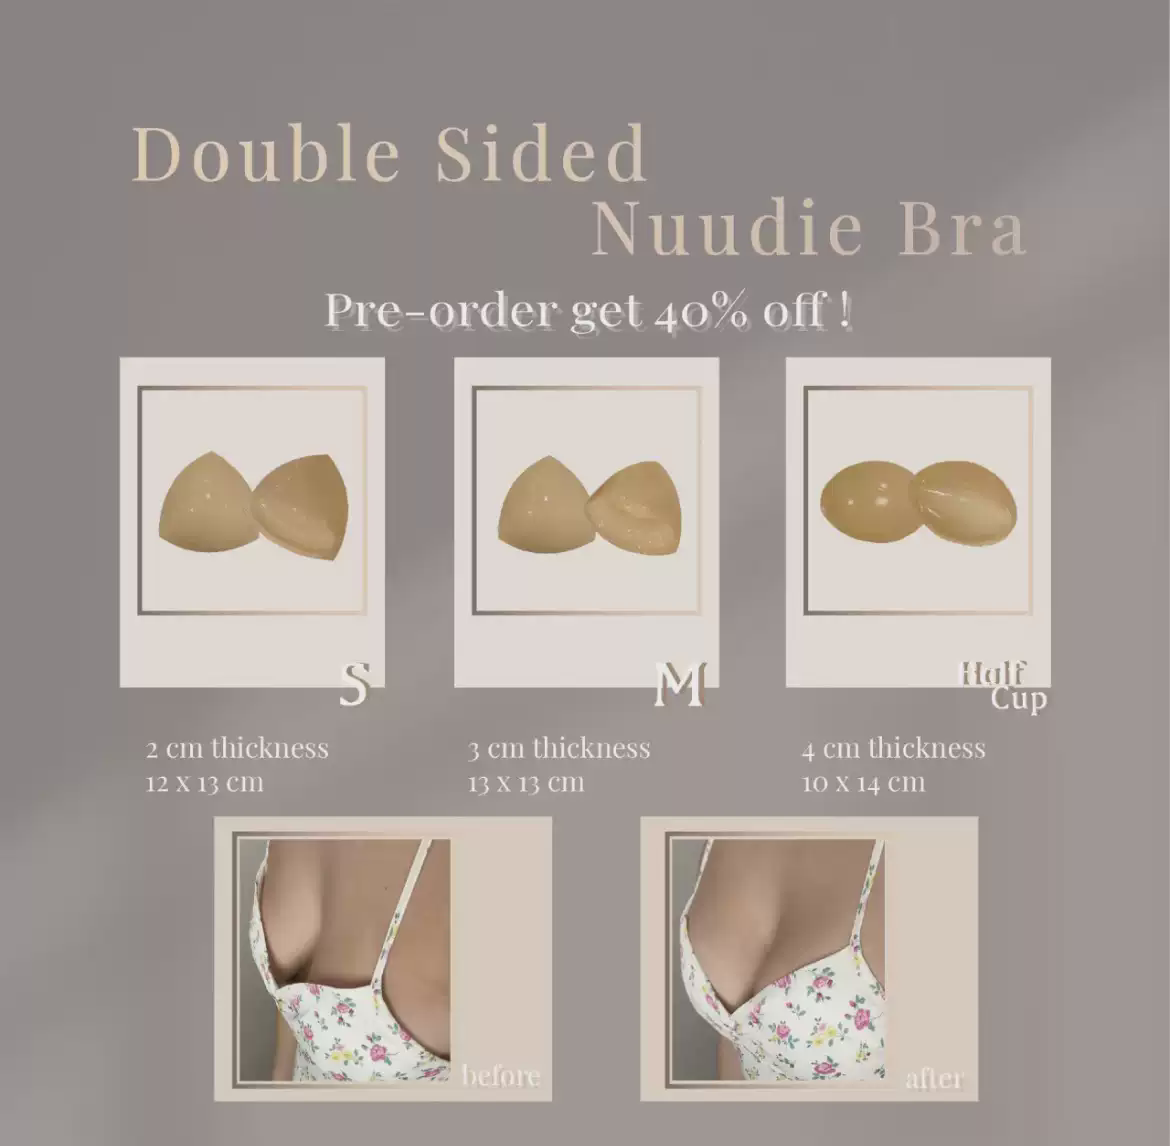 Double Sided
Nuudie Bra
Pre-order get 40% off !
S
M
Half
Cup
2 cm thickness
12 x 13 cm
3 cm thickness
13 x 13 cm
4 cm thickness
10 x 14 cm
before
after